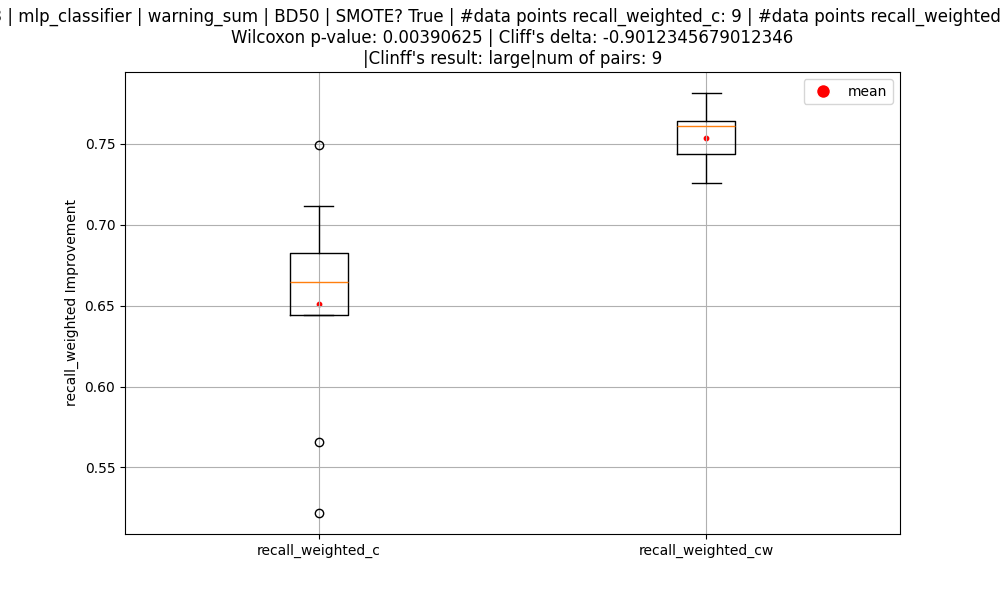 | mlp_classifier | warning_sum | BD50 | SMOTE? True | #data points recall_weighted_c: 9 | #data points recall_weighted
Wilcoxon p-value: 0.00390625 | Cliff's delta: -0.9012345679012346
|Clinff's result: large|num of pairs: 9
mean
recall_weighted Improvement
0.75
0.70
0.65
0.60
0.55
recall_weighted_c
recall_weighted_cw